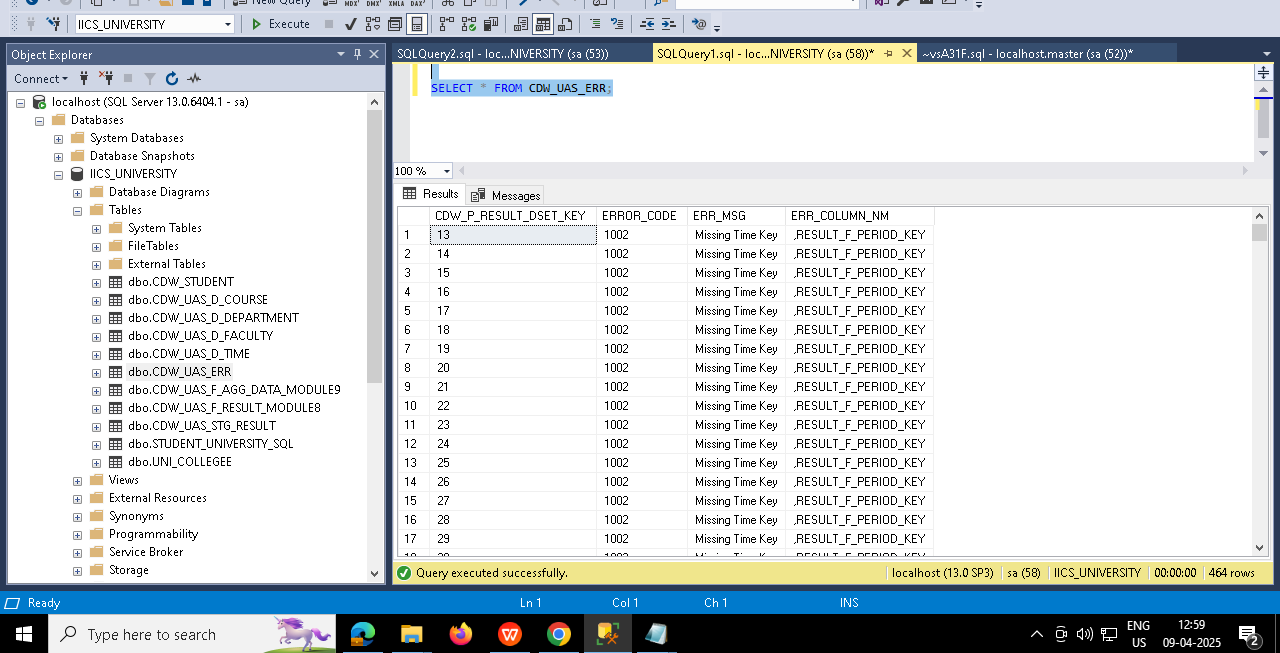 New Query MDX DMX XMLA DAX
IICS_UNIVERSITY Execute
Object Explorer
Connect
localhost (SQL Server 13.0.6404.1 - sa)
Databases
System Databases
Database Snapshots
IICS_UNIVERSITY
Database Diagrams
Tables
System Tables
FileTables
External Tables
dbo.CDW_STUDENT
dbo.CDW_UAS_D_COURSE
dbo.CDW_UAS_D_DEPARTMENT
dbo.CDW_UAS_D_FACULTY
dbo.CDW_UAS_D_TIME
dbo.CDW_UAS_ERR
dbo.CDW_UAS_F_AGG_DATA_MODULE9
dbo.CDW_UAS_F_RESULT_MODULE8
dbo.CDW_UAS_STG_RESULT
dbo.STUDENT_UNIVERSITY_SQL
dbo.UNI_COLLEGEE
Views
External Resources
Synonyms
Programmability
Service Broker
Storage
SQLQuery2.sql - loc...NIVERSITY (sa (53)) SQLQuery1.sql - loc...NIVERSITY (sa (58))* ~vsA31F.sql - localhost.master (sa (52))*
SELECT * FROM CDW_UAS_ERR;
100 %
Results Messages
CDW_P_RESULT_DSET_KEY ERROR_CODE ERR_MSG ERR_COLUMN_NM
1 13 1002 Missing Time Key ,RESULT_F_PERIOD_KEY
2 14 1002 Missing Time Key ,RESULT_F_PERIOD_KEY
3 15 1002 Missing Time Key ,RESULT_F_PERIOD_KEY
4 16 1002 Missing Time Key ,RESULT_F_PERIOD_KEY
5 17 1002 Missing Time Key ,RESULT_F_PERIOD_KEY
6 18 1002 Missing Time Key ,RESULT_F_PERIOD_KEY
7 19 1002 Missing Time Key ,RESULT_F_PERIOD_KEY
8 20 1002 Missing Time Key ,RESULT_F_PERIOD_KEY
9 21 1002 Missing Time Key ,RESULT_F_PERIOD_KEY
10 22 1002 Missing Time Key ,RESULT_F_PERIOD_KEY
11 23 1002 Missing Time Key ,RESULT_F_PERIOD_KEY
12 24 1002 Missing Time Key ,RESULT_F_PERIOD_KEY
13 25 1002 Missing Time Key ,RESULT_F_PERIOD_KEY
14 26 1002 Missing Time Key ,RESULT_F_PERIOD_KEY
15 27 1002 Missing Time Key ,RESULT_F_PERIOD_KEY
16 28 1002 Missing Time Key ,RESULT_F_PERIOD_KEY
17 29 1002 Missing Time Key ,RESULT_F_PERIOD_KEY
Query executed successfully. localhost (13.0 SP3) sa (58) IICS_UNIVERSITY 00:00:00 464 rows
Ready Ln 1 Col 1 Ch 1 INS
Type here to search
ENG
US
12:59
09-04-2025
2